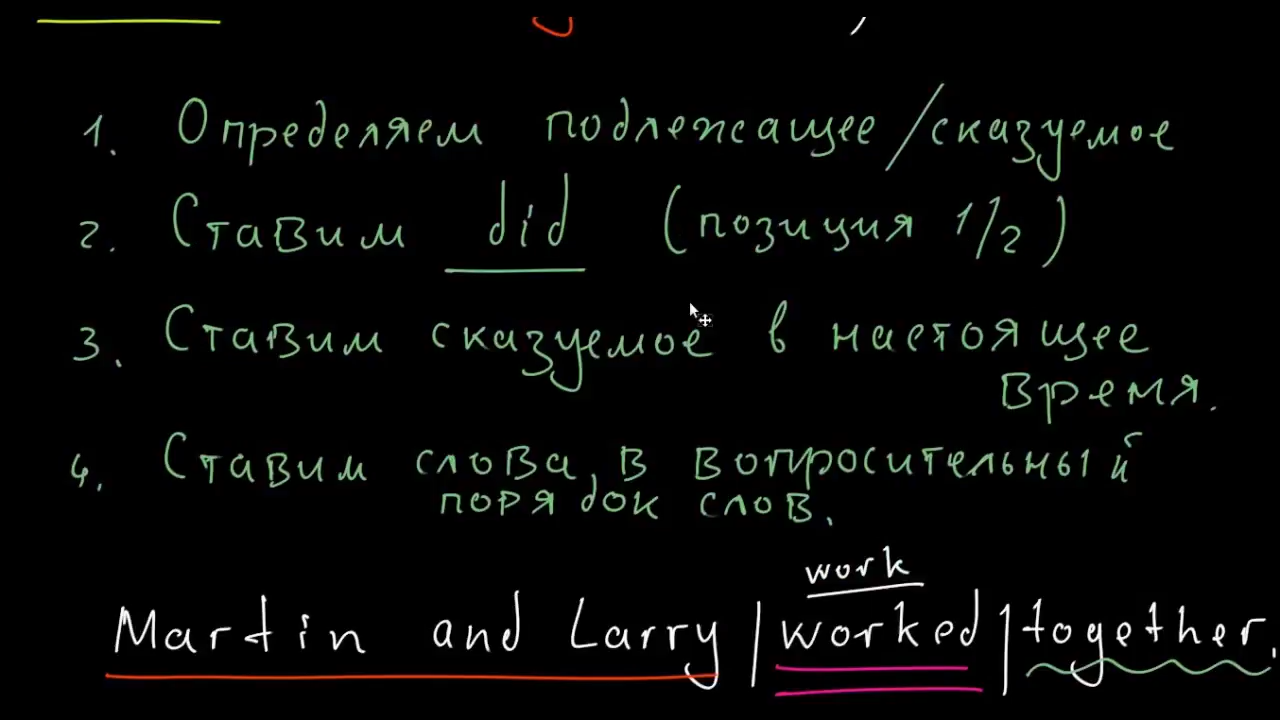 1. Определяем подлежащее/сказуемое
2. Ставим did (позиция 1/2)
3. Ставим сказуемое в настоящее
время.
4. Ставим слова в вопросительный
порядок слов.
work
Martin and Larry | worked | together.